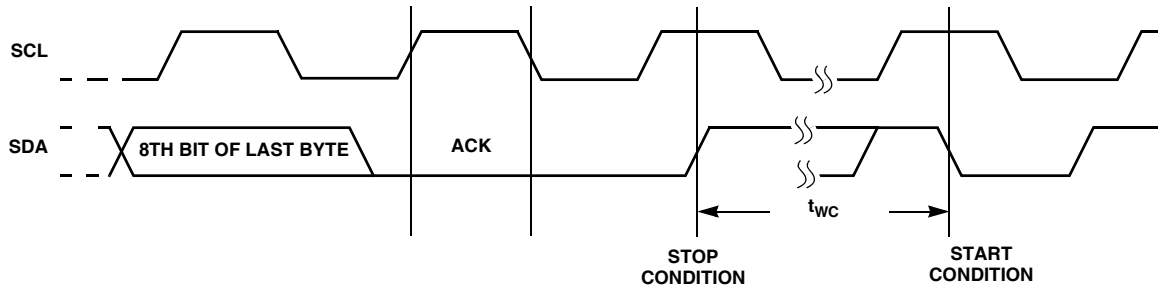 SCL
SDA
8TH BIT OF LAST BYTE
ACK
tWC
STOP
CONDITION
START
CONDITION